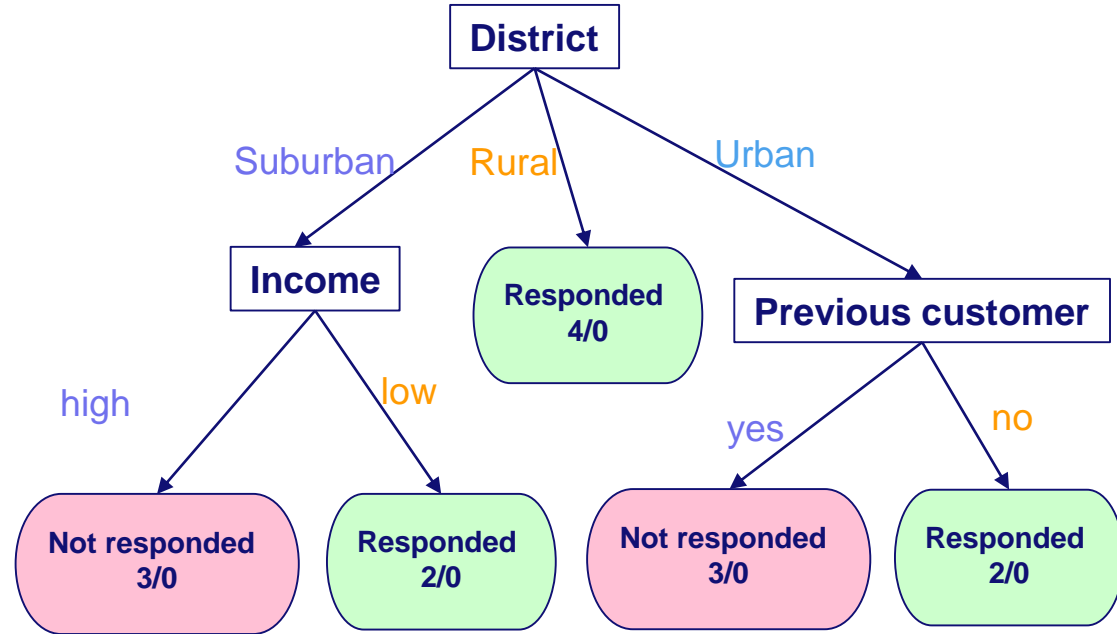 District
Suburban
Rural
Urban
Income
Responded
4/0
Previous customer
high
low
yes
no
Not responded
3/0
Responded
2/0
Not responded
3/0
Responded
2/0